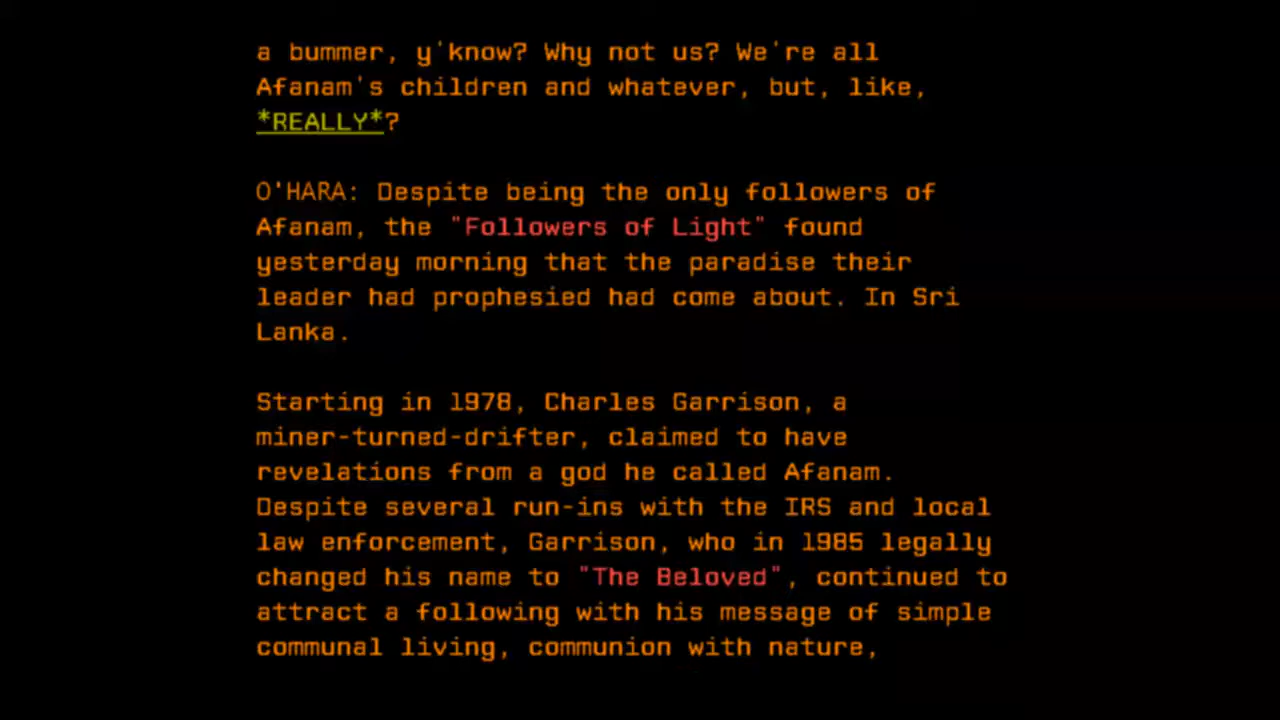 a bummer, y'know? Why not us? We're all
Afanam's children and whatever, but, like,
*REALLY*?
O'HARA: Despite being the only followers of
Afanam, the "Followers of Light" found
yesterday morning that the paradise their
leader had prophesied had come about. In Sri
Lanka.
Starting in 1978, Charles Garrison, a
miner-turned-drifter, claimed to have
revelations from a god he called Afanam.
Despite several run-ins with the IRS and local
law enforcement, Garrison, who in 1985 legally
changed his name to "The Beloved", continued to
attract a following with his message of simple
communal living, communion with nature,